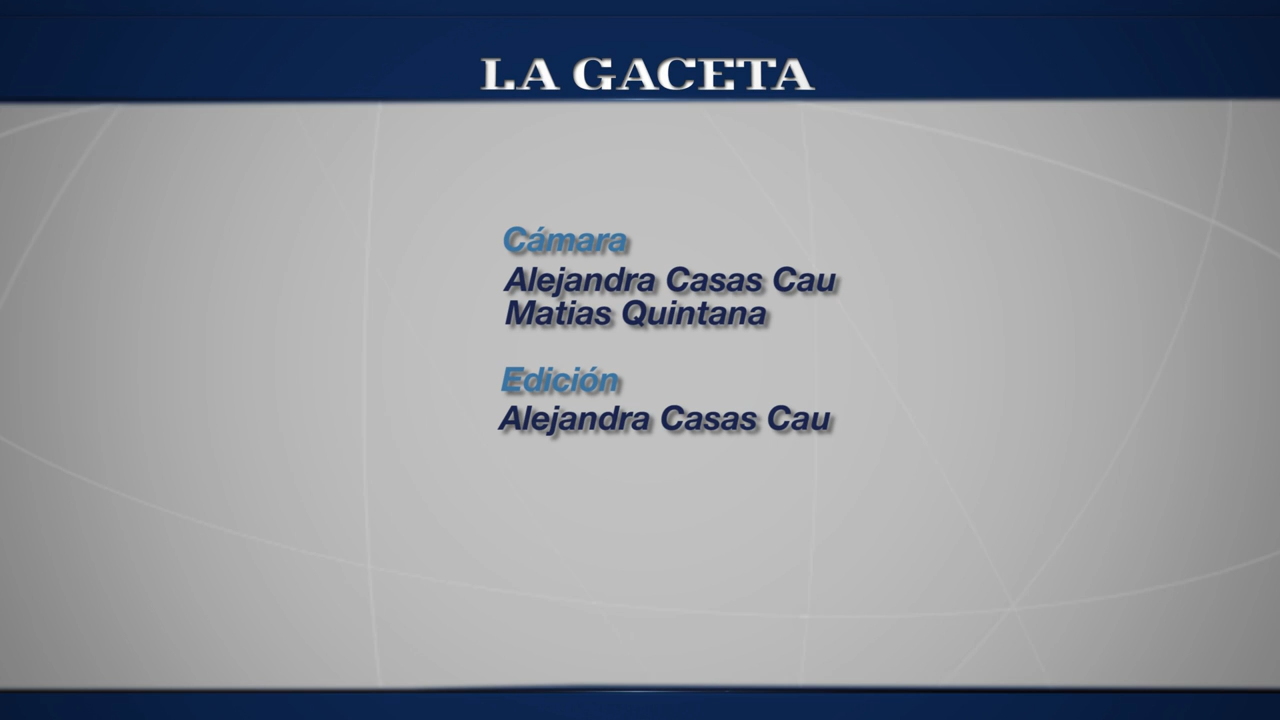 LA GACETA
Cámara
Alejandra Casas Cau
Matias Quintana
Edición
Alejandra Casas Cau